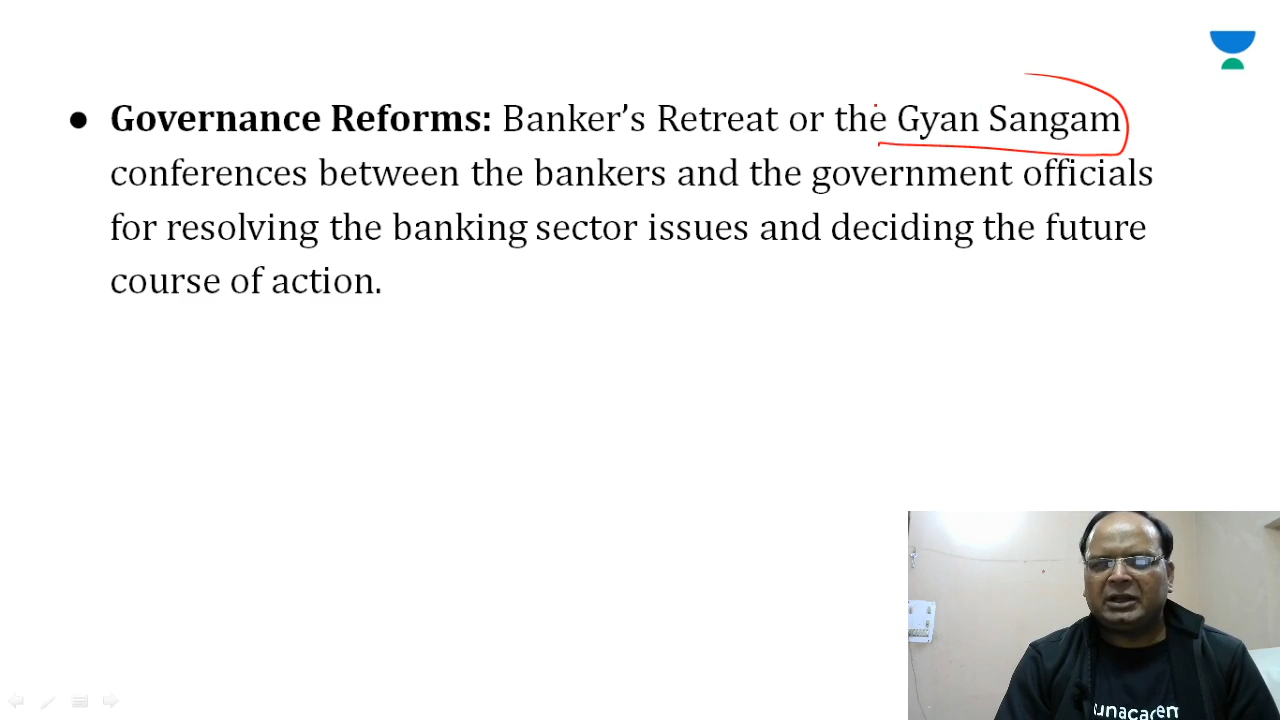 ● Governance Reforms: Banker’s Retreat or the Gyan Sangam
conferences between the bankers and the government officials
for resolving the banking sector issues and deciding the future
course of action.
unacadem